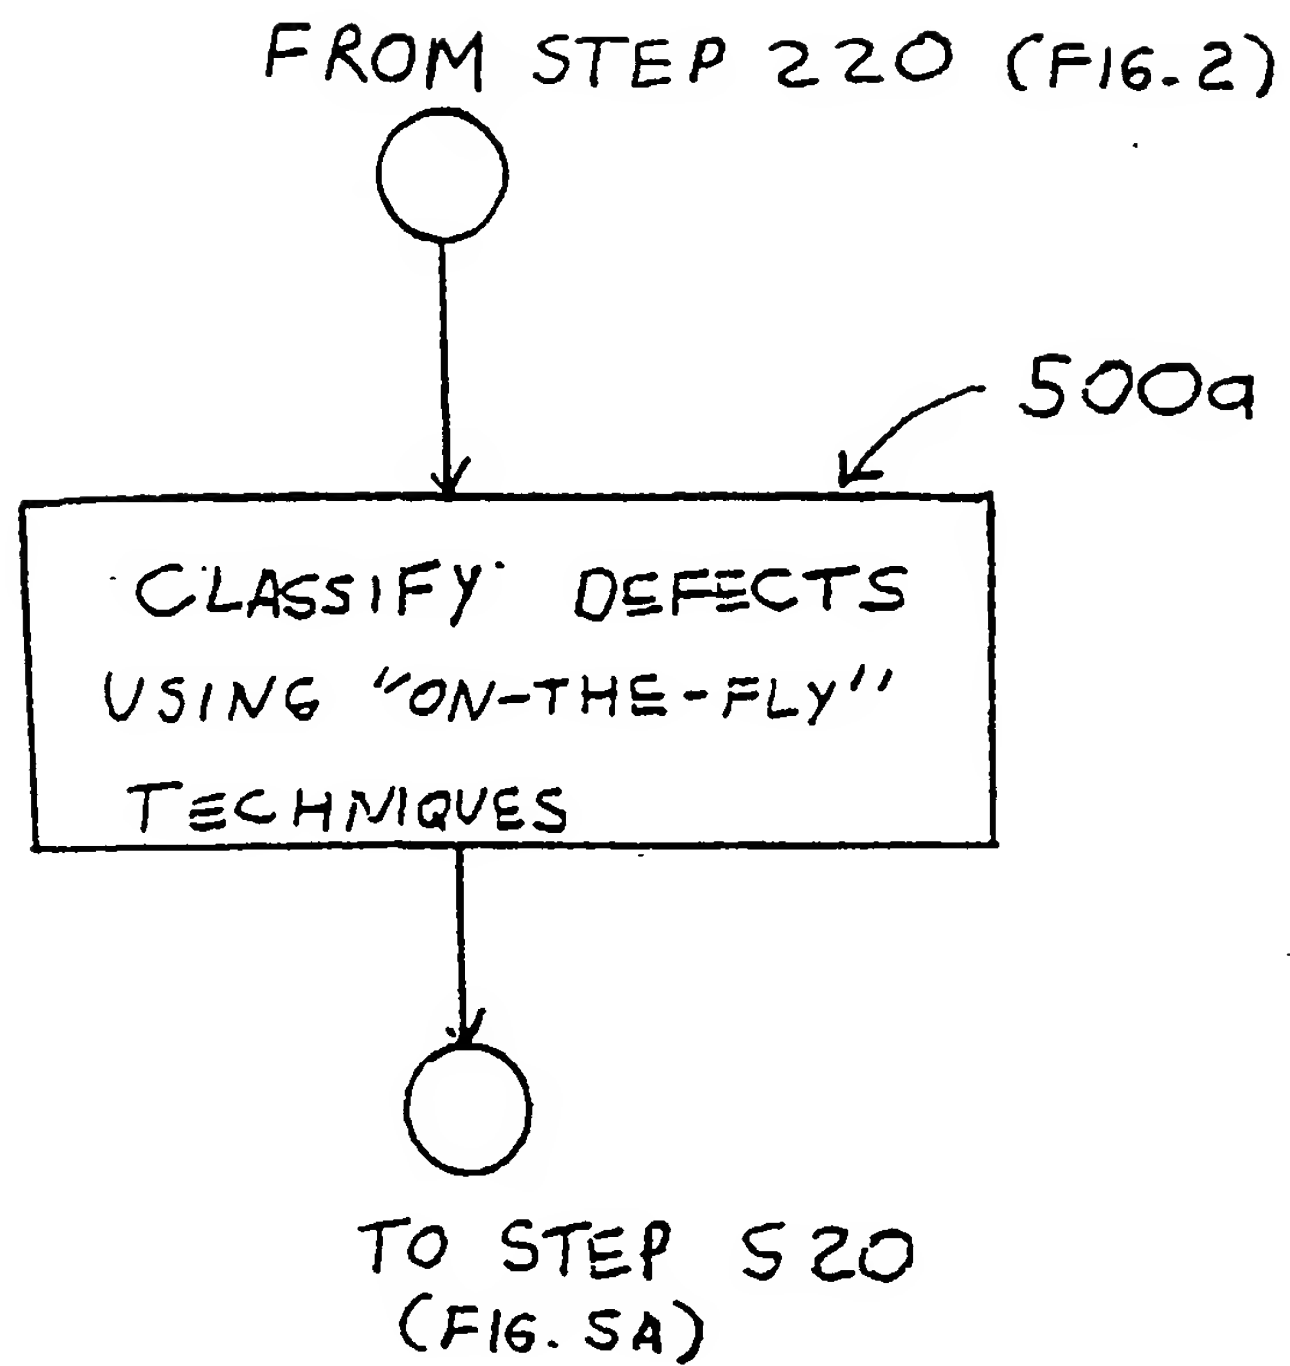 FROM STEP 220 (FIG. 2)
500a
CLASSIFY DEFECTS
USING "ON-THE-FLY"
TECHNIQUES
TO STEP 520
(FIG. 5A)